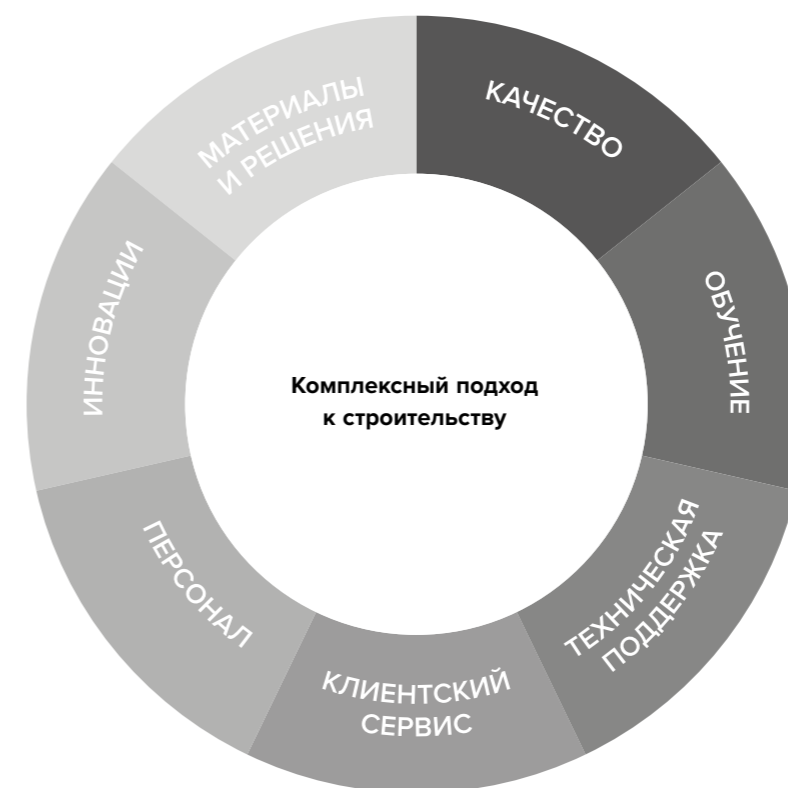 КАЧЕСТВО
ОБУЧЕНИЕ
ТЕХНИЧЕСКАЯ
ПОДДЕРЖКА
КЛИЕНТСКИЙ
СЕРВИС
ПЕРСОНАЛ
ИННОВАЦИИ
МАТЕРИАЛЫ
И РЕШЕНИЯ
Комплексный подход
к строительству